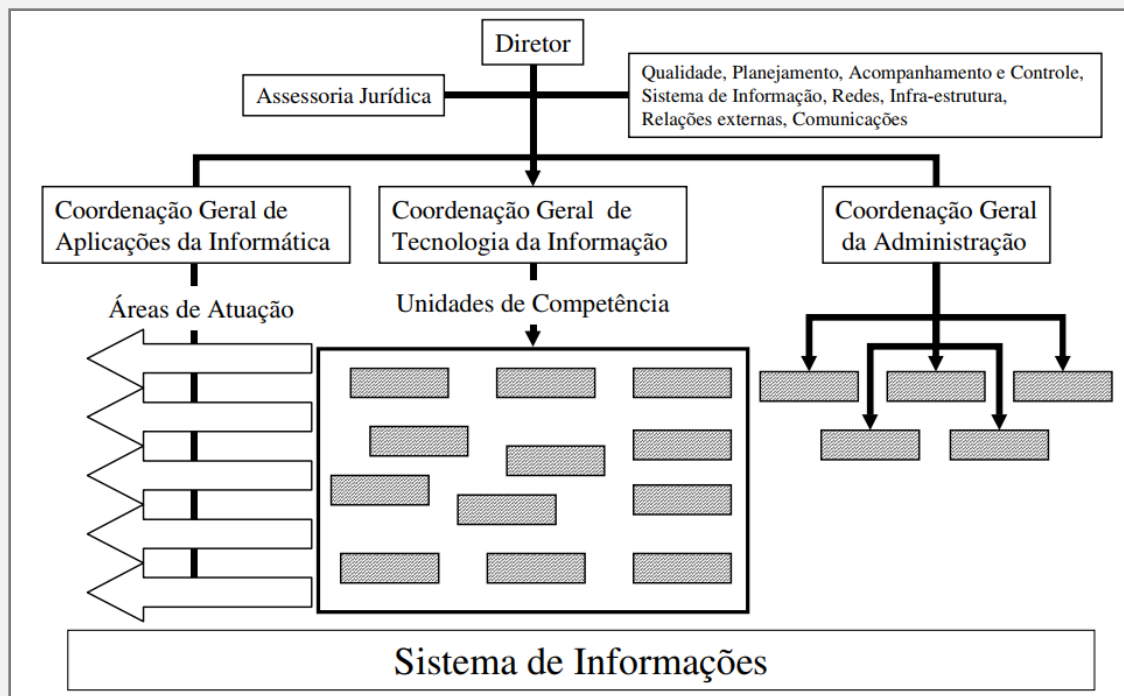 Diretor
Assessoria Jurídica
Qualidade, Planejamento, Acompanhamento e Controle,
Sistema de Informação, Redes, Infra-estrutura,
Relações externas, Comunicações
Coordenação Geral de
Aplicações da Informática
Coordenação Geral de
Tecnologia da Informação
Coordenação Geral
da Administração
Áreas de Atuação
Unidades de Competência
Sistema de Informações